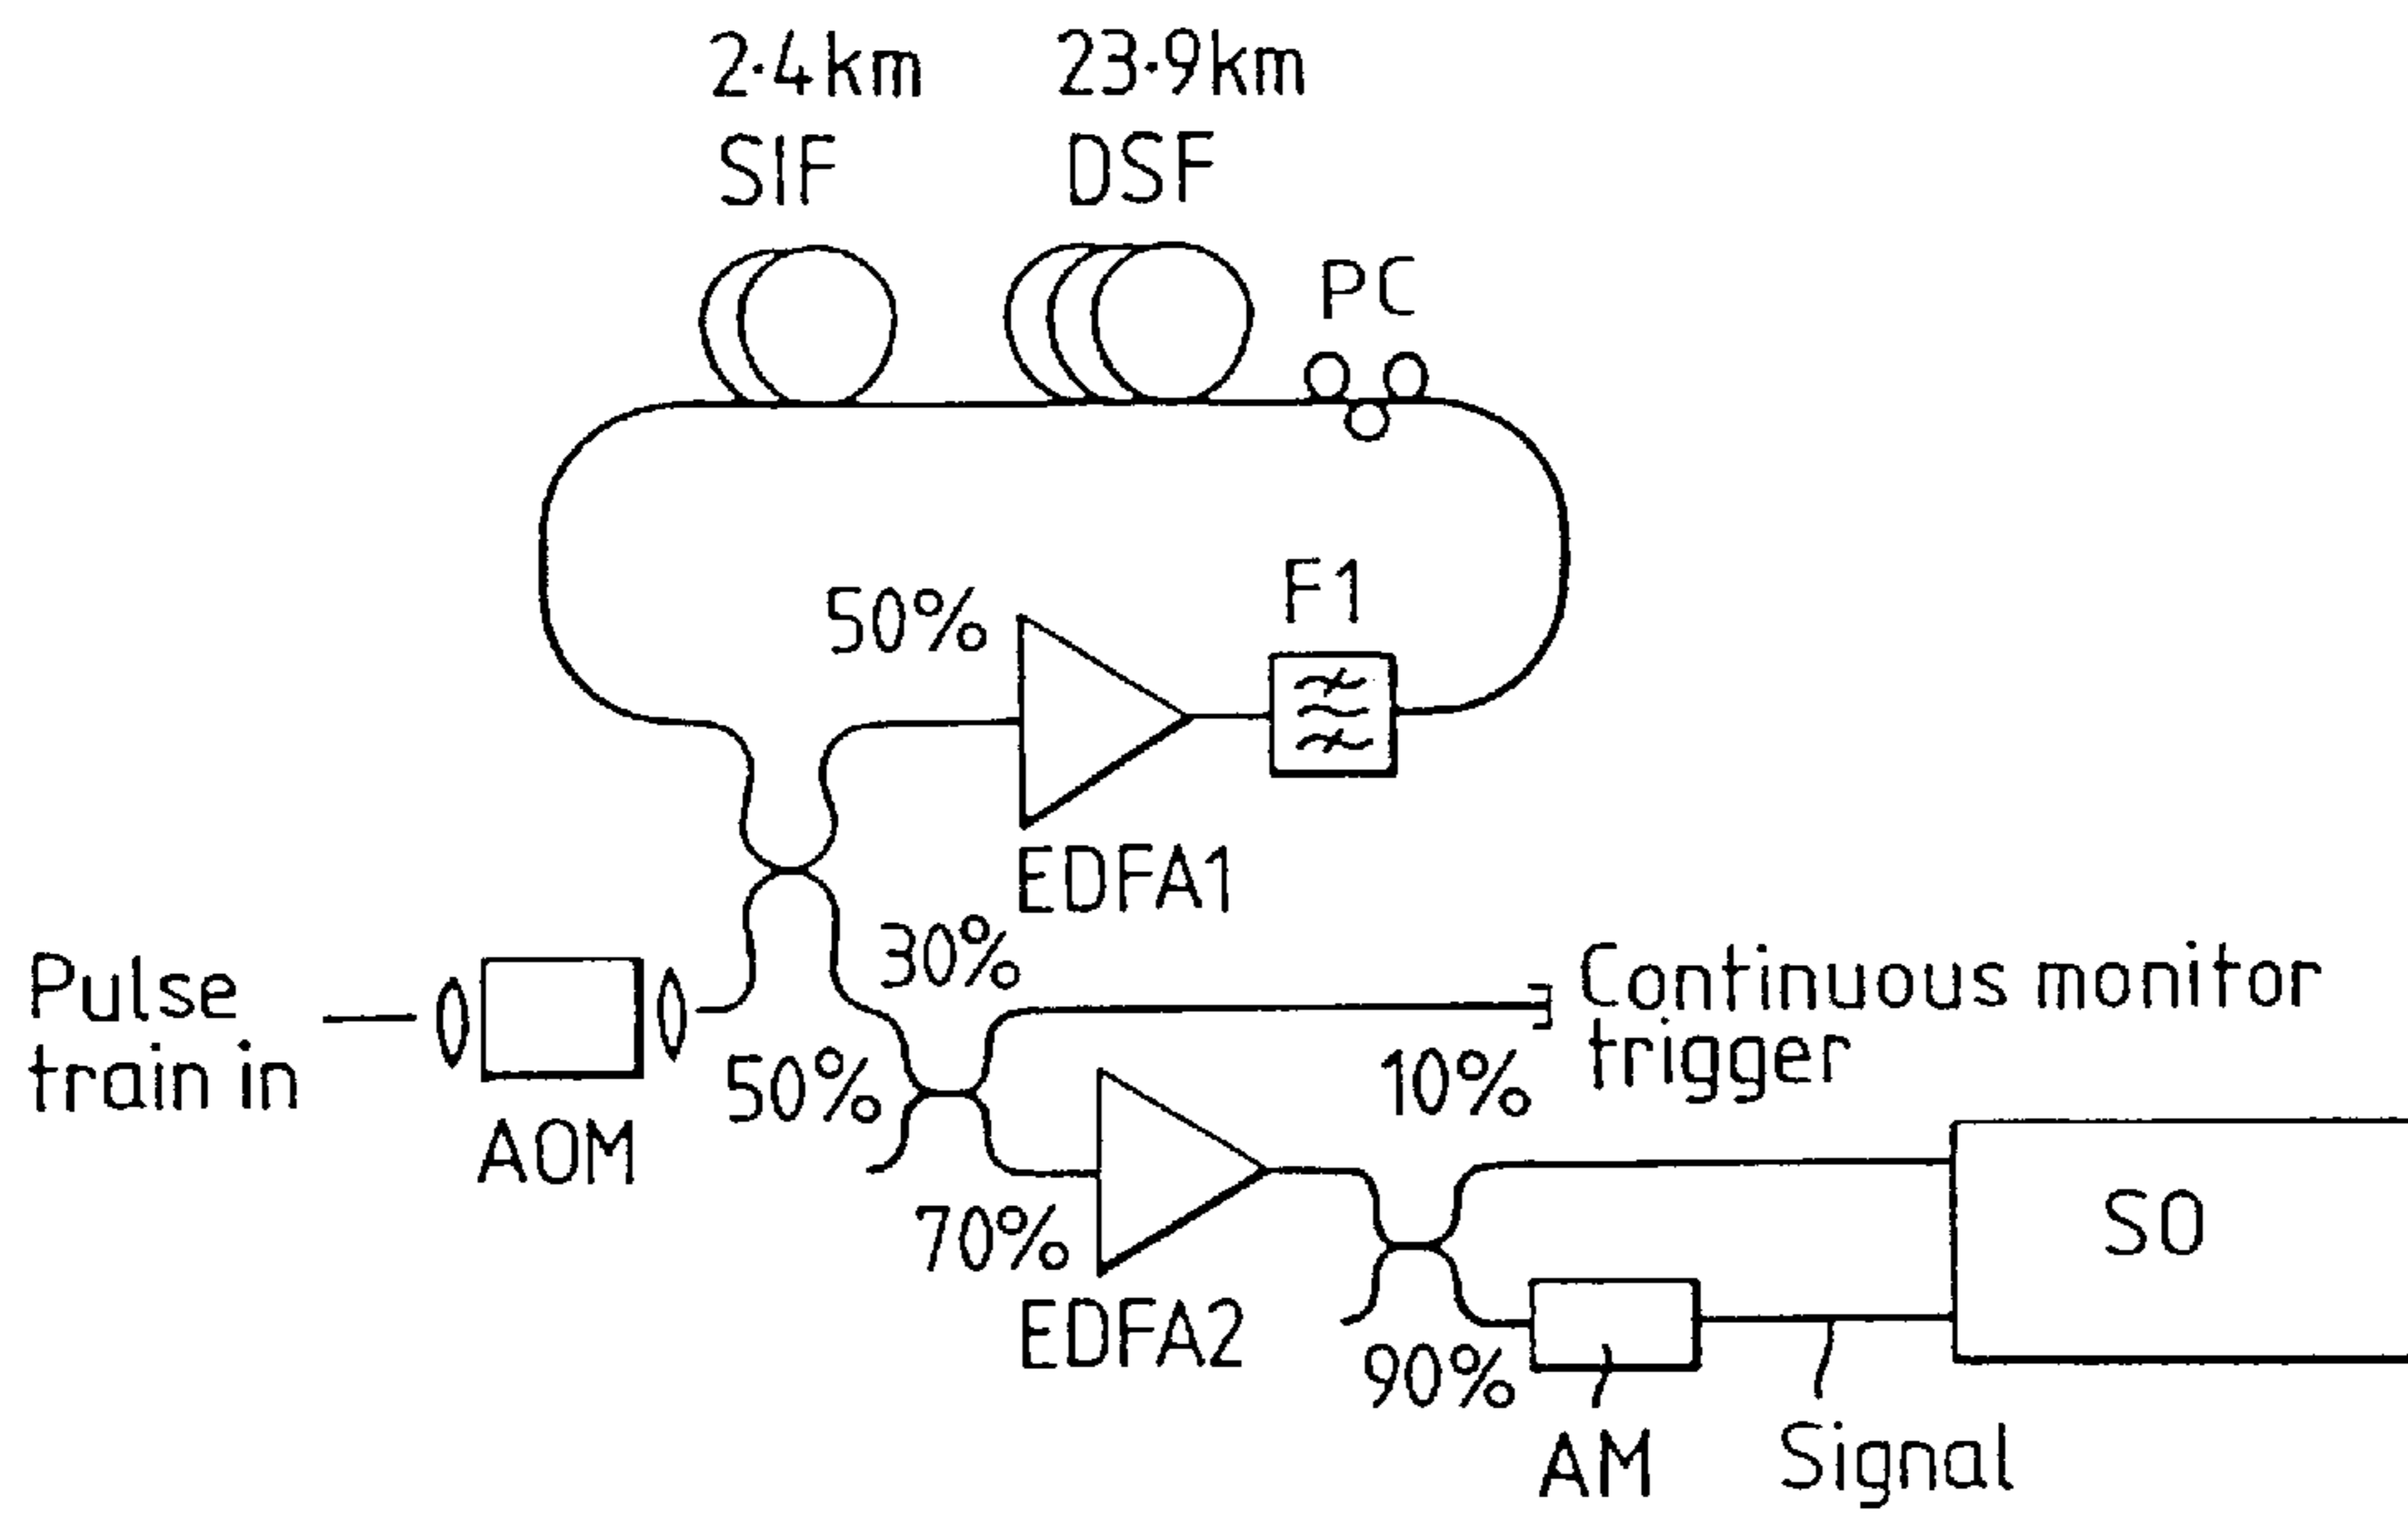 2·4km
SIF
23·9km
DSF
PC
50%
F1
EDFA1
30%
Pulse
train in
AOM
50%
Continuous monitor
trigger
10%
70%
EDFA2
SO
90%
AM
Signal